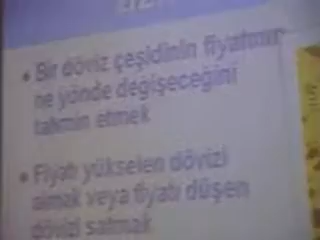 • Bir döviz çeşidinin fiyatının
ne yönde değişeceğini
tahmin etmek
• Fiyatı yükselen dövizi
almak veya fiyatı düşen
dövizi satmak